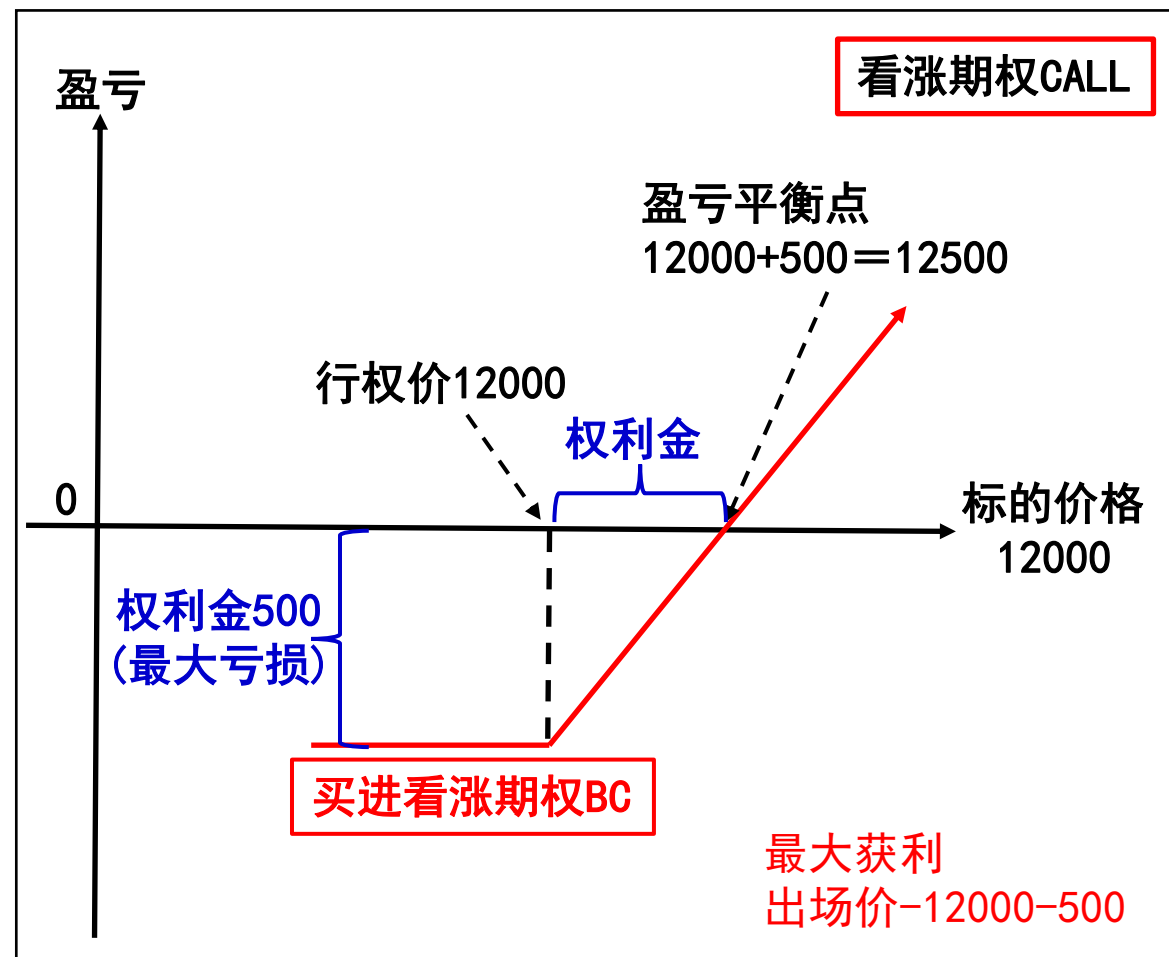 看涨期权CALL
盈亏
盈亏平衡点
12000+500＝12500
行权价12000
权利金
0
标的价格
12000
权利金500
(最大亏损)
买进看涨期权BC
最大获利
出场价-12000-500